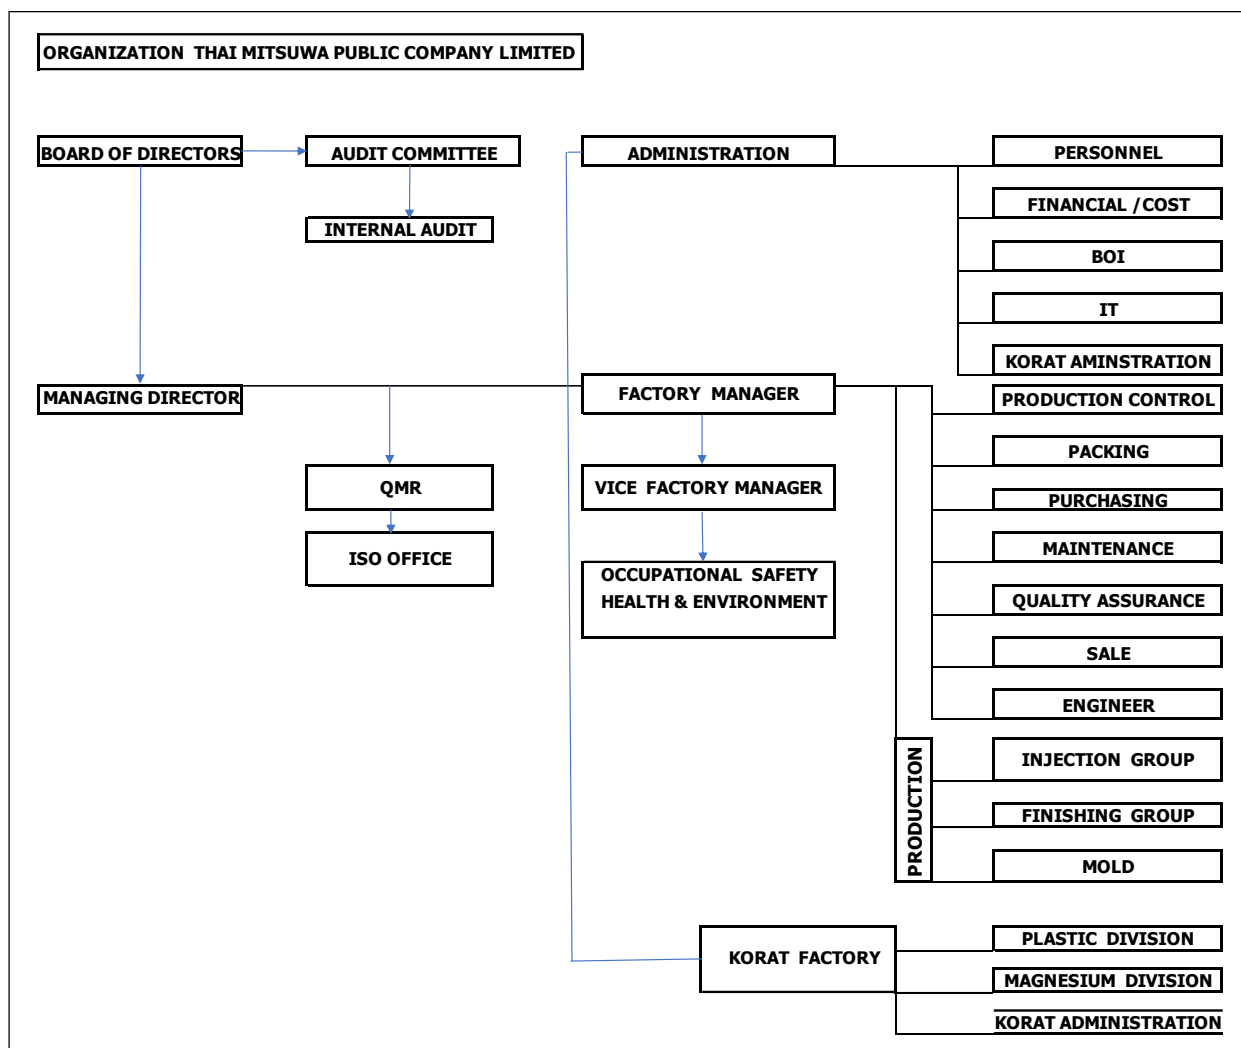 ORGANIZATION THAI MITSUWA PUBLIC COMPANY LIMITED
BOARD OF DIRECTORS
AUDIT COMMITTEE
ADMINISTRATION
PERSONNEL
FINANCIAL /COST
INTERNAL AUDIT
BOI
IT
KORAT AMINSTRATION
MANAGING DIRECTOR
FACTORY MANAGER
PRODUCTION CONTROL
PACKING
QMR
VICE FACTORY MANAGER
PURCHASING
MAINTENANCE
ISO OFFICE
OCCUPATIONAL SAFETY
HEALTH & ENVIRONMENT
QUALITY ASSURANCE
SALE
ENGINEER
PRODUCTION
INJECTION GROUP
FINISHING GROUP
MOLD
KORAT FACTORY
PLASTIC DIVISION
MAGNESIUM DIVISION
KORAT ADMINISTRATION